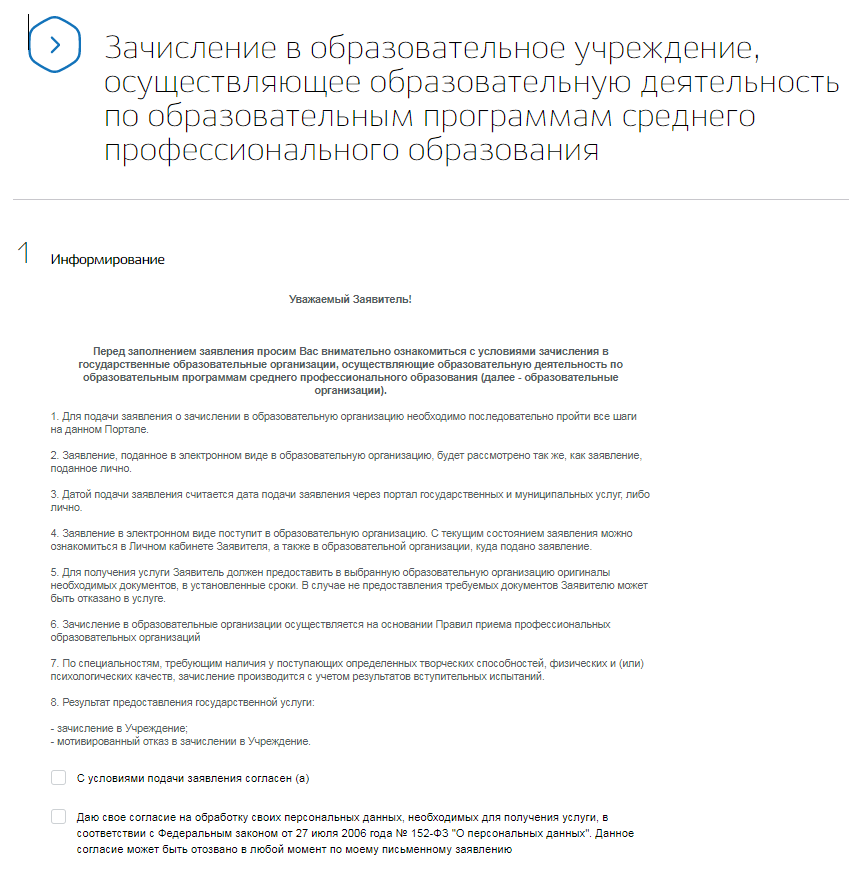 Зачисление в образовательное учреждение,
осуществляющее образовательную деятельность
по образовательным программам среднего
профессионального образования
1 Информирование
Уважаемый Заявитель!
Перед заполнением заявления просим Вас внимательно ознакомиться с условиями зачисления в
государственные образовательные организации, осуществляющие образовательную деятельность по
образовательным программам среднего профессионального образования (далее - образовательные
организации).
1. Для подачи заявления о зачислении в образовательную организацию необходимо последовательно пройти все шаги
на данном Портале.
2. Заявление, поданное в электронном виде в образовательную организацию, будет рассмотрено так же, как заявление,
поданное лично.
3. Датой подачи заявления считается дата подачи заявления через портал государственных и муниципальных услуг, либо
лично.
4. Заявление в электронном виде поступит в образовательную организацию. С текущим состоянием заявления можно
ознакомиться в Личном кабинете Заявителя, а также в образовательной организации, куда подано заявление.
5. Для получения услуги Заявитель должен предоставить в выбранную образовательную организацию оригиналы
необходимых документов, в установленные сроки. В случае не предоставления требуемых документов Заявителю может
быть отказано в услуге.
6. Зачисление в образовательные организации осуществляется на основании Правил приема профессиональных
образовательных организаций
7. По специальностям, требующим наличия у поступающих определенных творческих способностей, физических и (или)
психологических качеств, зачисление производится с учетом результатов вступительных испытаний.
8. Результат предоставления государственной услуги:
- зачисление в Учреждение;
- мотивированный отказ в зачислении в Учреждение.
С условиями подачи заявления согласен (а)
Даю свое согласие на обработку своих персональных данных, необходимых для получения услуги, в
соответствии с Федеральным законом от 27 июля 2006 года № 152-ФЗ "О персональных данных". Данное
согласие может быть отозвано в любой момент по моему письменному заявлению